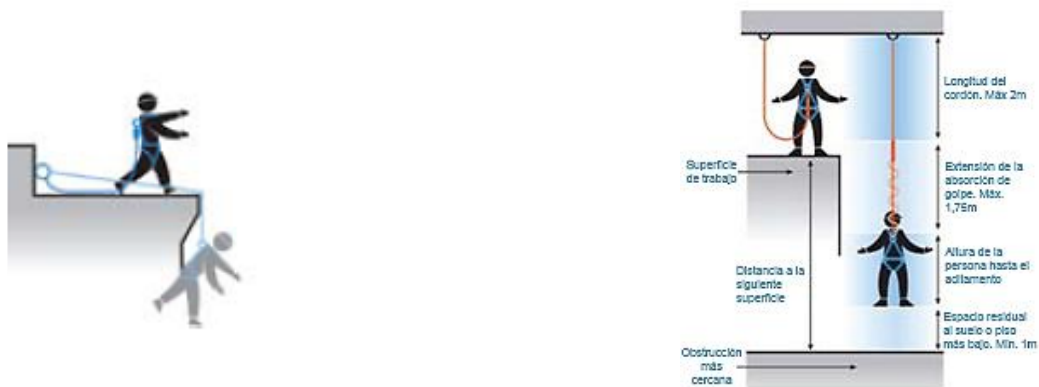 Longitud del
cordón. Máx 2m
Superficie
de trabajo
Extensión de la
absorción de
golpe. Máx.
1,75m
Distancia a la
siguiente
superficie
Altura de la
persona hasta el
aditamento
Espacio residual
al suelo o piso
más bajo. Mín. 1m
Obstrucción
más
cercana